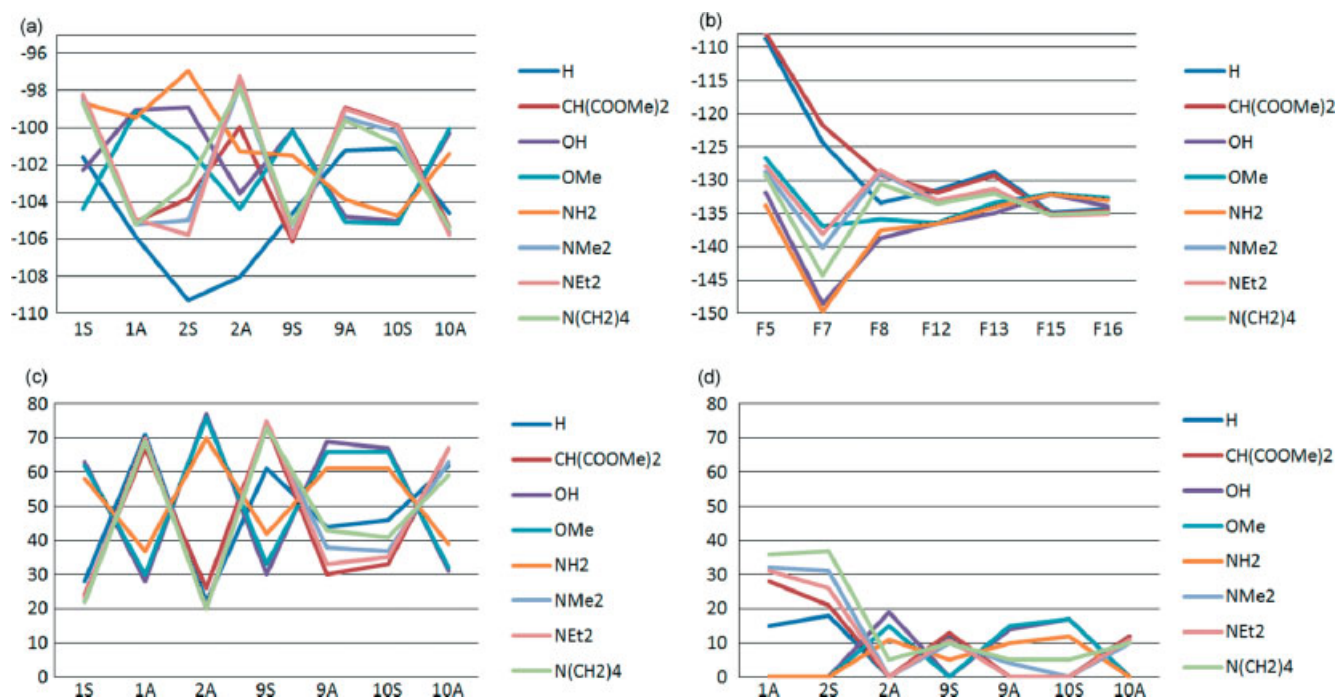 (a)
-96
-98
-100
-102
-104
-106
-108
-110
1S 1A 2S 2A 9S 9A 10S 10A
H
CH(COOMe)2
OH
OMe
NH2
NMe2
NEt2
N(CH2)4
(b)
-110
-115
-120
-125
-130
-135
-140
-145
-150
F5 F7 F8 F12 F13 F15 F16
H
CH(COOMe)2
OH
OMe
NH2
NMe2
NEt2
N(CH2)4
(c)
80
70
60
50
40
30
20
10
0
1S 1A 2A 9S 9A 10S 10A
H
CH(COOMe)2
OH
OMe
NH2
NMe2
NEt2
N(CH2)4
(d)
80
70
60
50
40
30
20
10
0
1A 2S 2A 9S 9A 10S 10A
H
CH(COOMe)2
OH
OMe
NH2
NMe2
NEt2
N(CH2)4